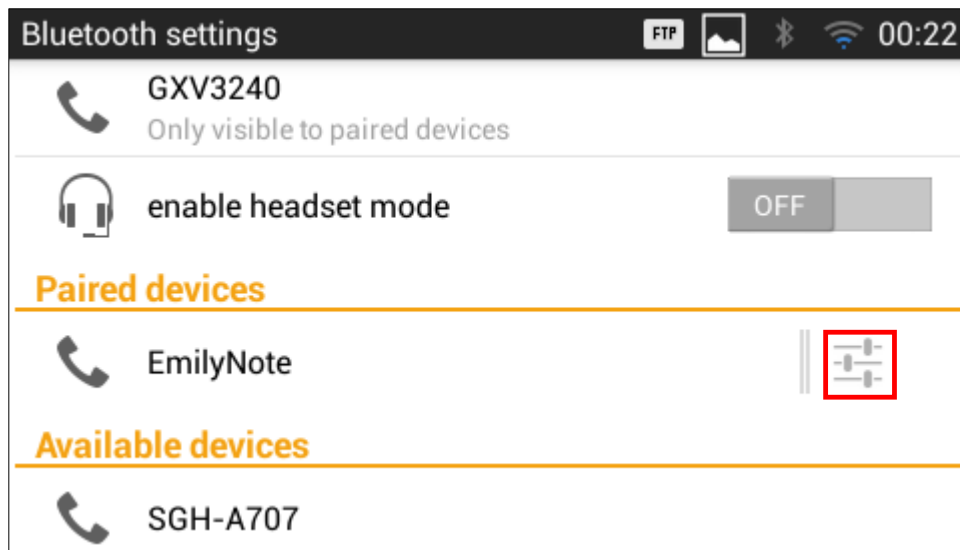 Bluetooth settings FTP 00:22
GXV3240
Only visible to paired devices
enable headset mode OFF
Paired devices
EmilyNote
Available devices
SGH-A707